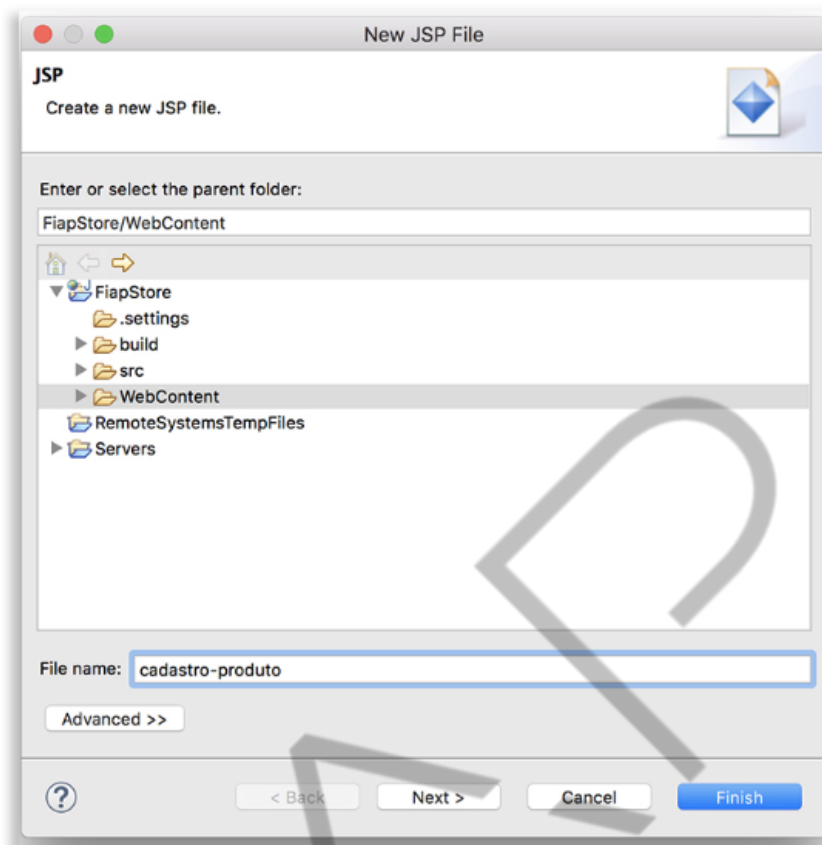 New JSP File
JSP
Create a new JSP file.
Enter or select the parent folder:
FiapStore/WebContent
FiapStore
.settings
build
src
WebContent
RemoteSystemsTempFiles
Servers
File name: cadastro-produto
Advanced >>
? < Back Next > Cancel Finish